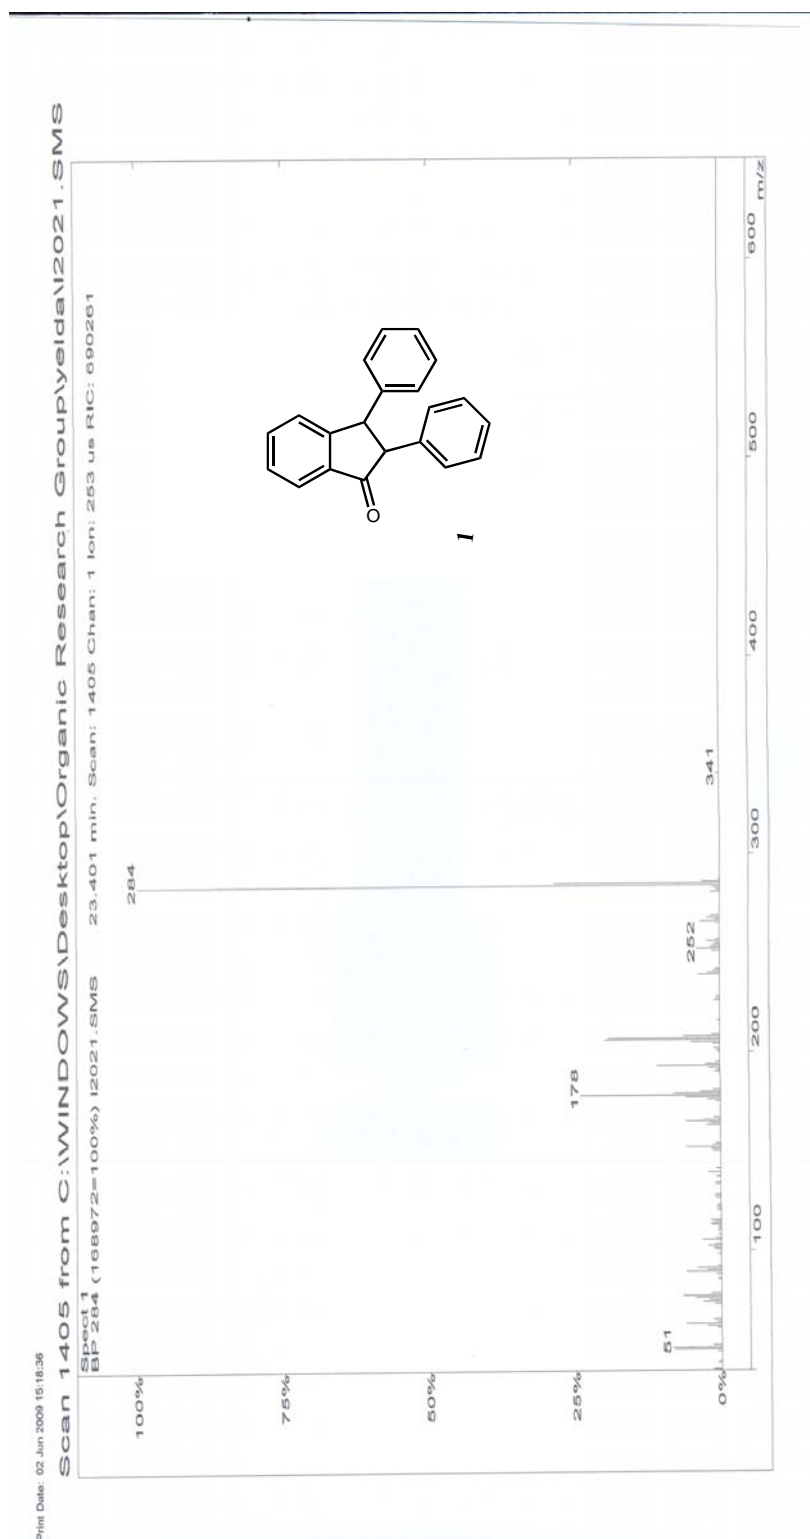 Print Date: 02 Jun 2009 15:18:36
Scan 1405 from C:\WINDOWS\Desktop\Organic Research Group\yelda\I2021.SMS
Spect 1
BP 284 (168972=100%) I2021.SMS 23.401 min. Scan: 1405 Chan: 1 Ion: 253 us RIC: 690261
100%
284
75%
50%
25%
178
0%
51
252
341
100
200
300
400
500
600
m/z
O
1